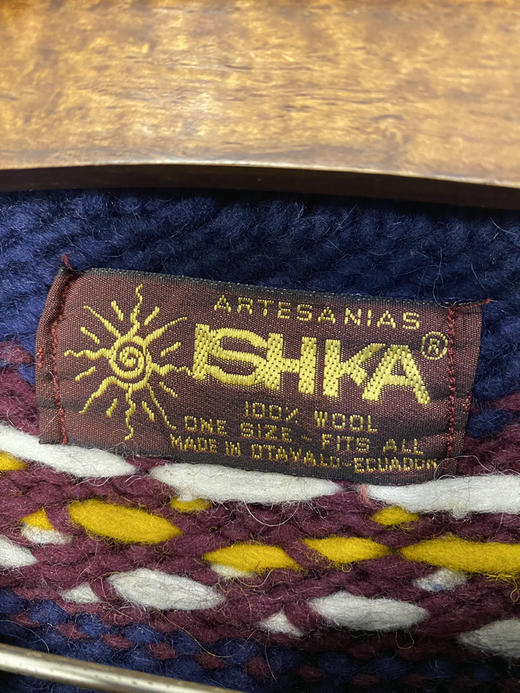 ARTESANIAS
ISHKA®
100% WOOL
ONE SIZE - FITS ALL
MADE IN OTAVALO-ECUADOR